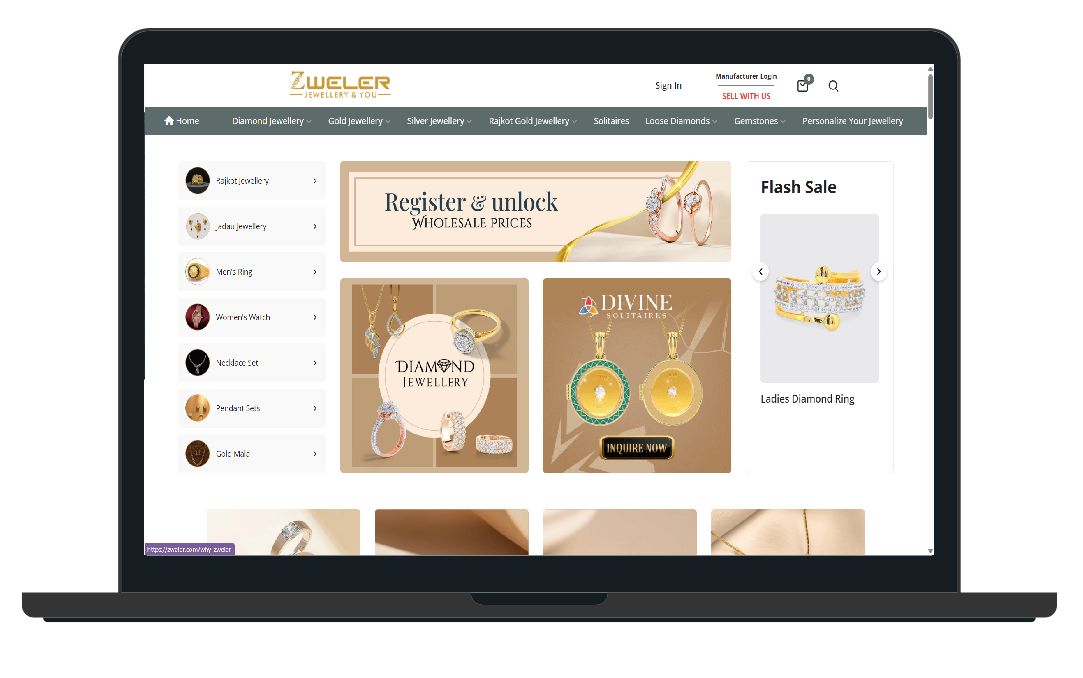 ZWELER
JEWELLERY & YOU
Sign In
Manufacturer Login
SELL WITH US
0
Home
Diamond Jewellery
Gold Jewellery
Silver Jewellery
Rajkot Gold Jewellery
Solitaires
Loose Diamonds
Gemstones
Personalize Your Jewellery
Rajkot Jewellery
Jadau Jewellery
Men's Ring
Women's Watch
Necklace Set
Pendant Sets
Gold Mala
Register & unlock
WHOLESALE PRICES
DIAMOND
JEWELLERY
DIVINE
SOLITAIRES
INQUIRE NOW
Flash Sale
Ladies Diamond Ring
https://zweler.com/why-zweler